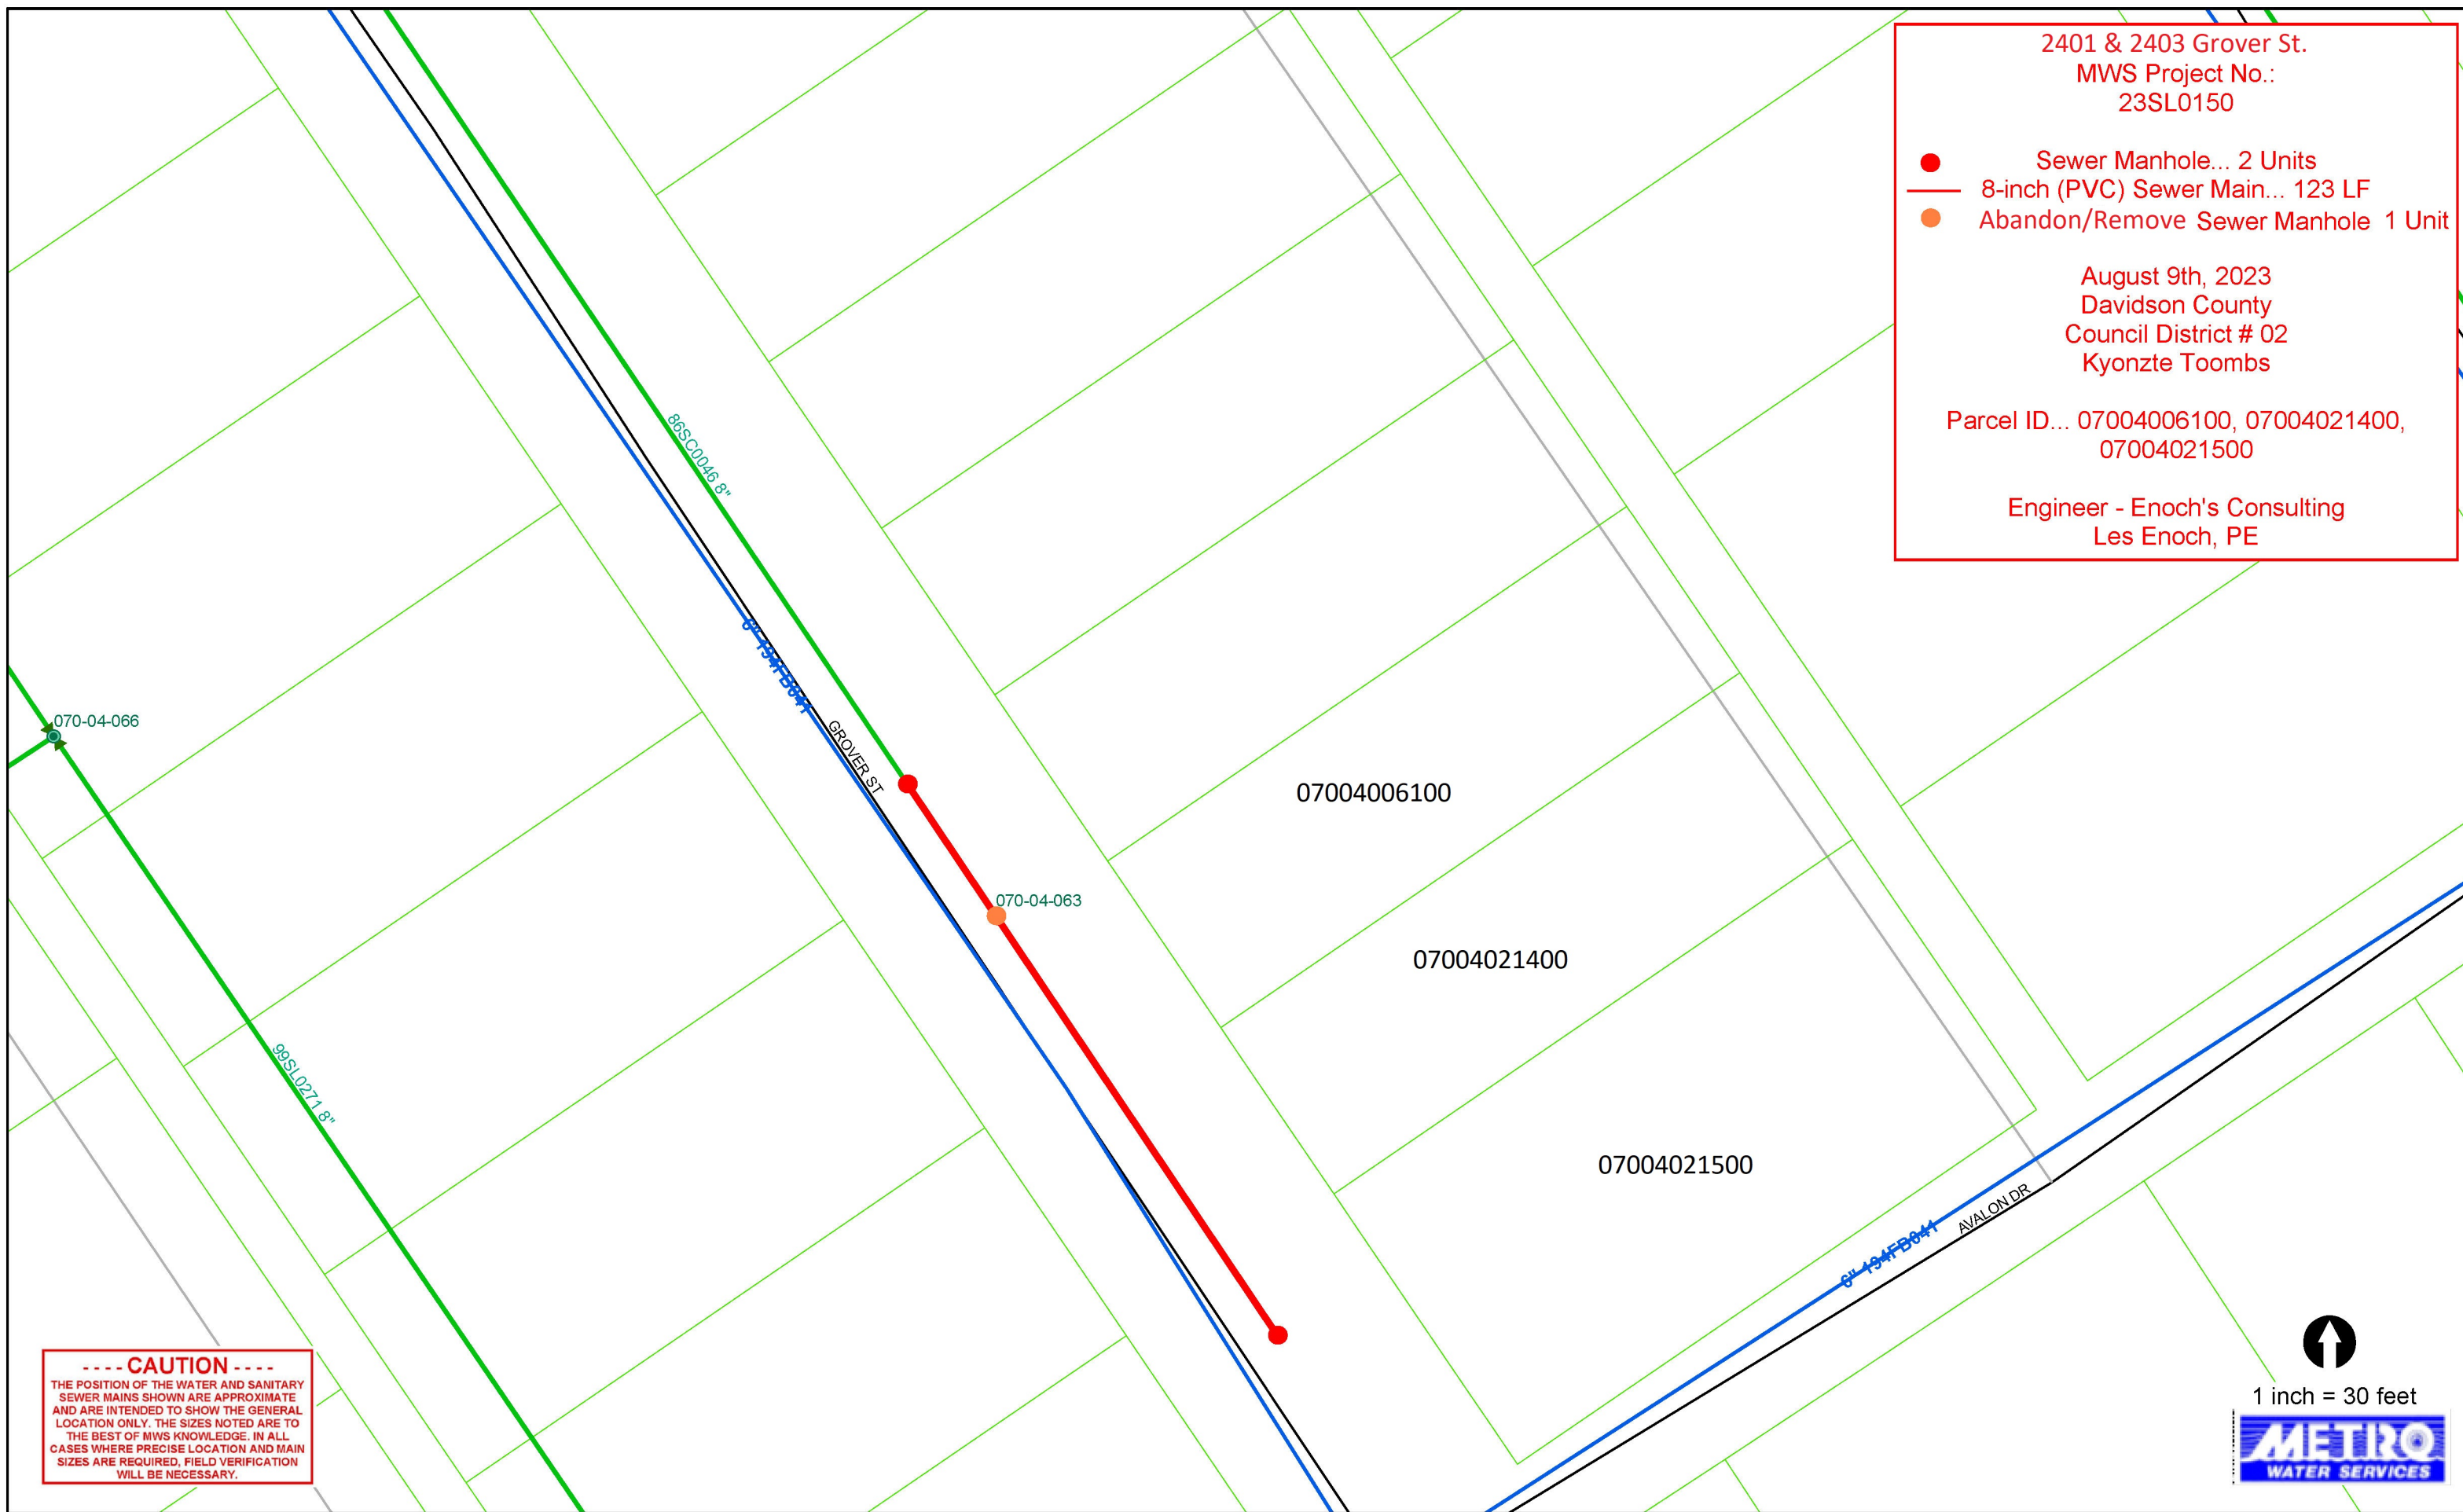 2401 & 2403 Grover St.
MWS Project No.:
23SL0150
Sewer Manhole... 2 Units
8-inch (PVC) Sewer Main... 123 LF
Abandon/Remove Sewer Manhole 1 Unit
August 9th, 2023
Davidson County
Council District # 02
Kyonzte Toombs
Parcel ID... 07004006100, 07004021400,
07004021500
Engineer - Enoch's Consulting
Les Enoch, PE
86SC0046 8"
6" 194FB041
GROVER ST
070-04-066
07004006100
070-04-063
07004021400
99SL0271 8"
07004021500
6" 194FB041
AVALON DR
- - - - CAUTION - - - -
THE POSITION OF THE WATER AND SANITARY
SEWER MAINS SHOWN ARE APPROXIMATE
AND ARE INTENDED TO SHOW THE GENERAL
LOCATION ONLY. THE SIZES NOTED ARE TO
THE BEST OF MWS KNOWLEDGE. IN ALL
CASES WHERE PRECISE LOCATION AND MAIN
SIZES ARE REQUIRED, FIELD VERIFICATION
WILL BE NECESSARY.
1 inch = 30 feet
METRO
WATER SERVICES